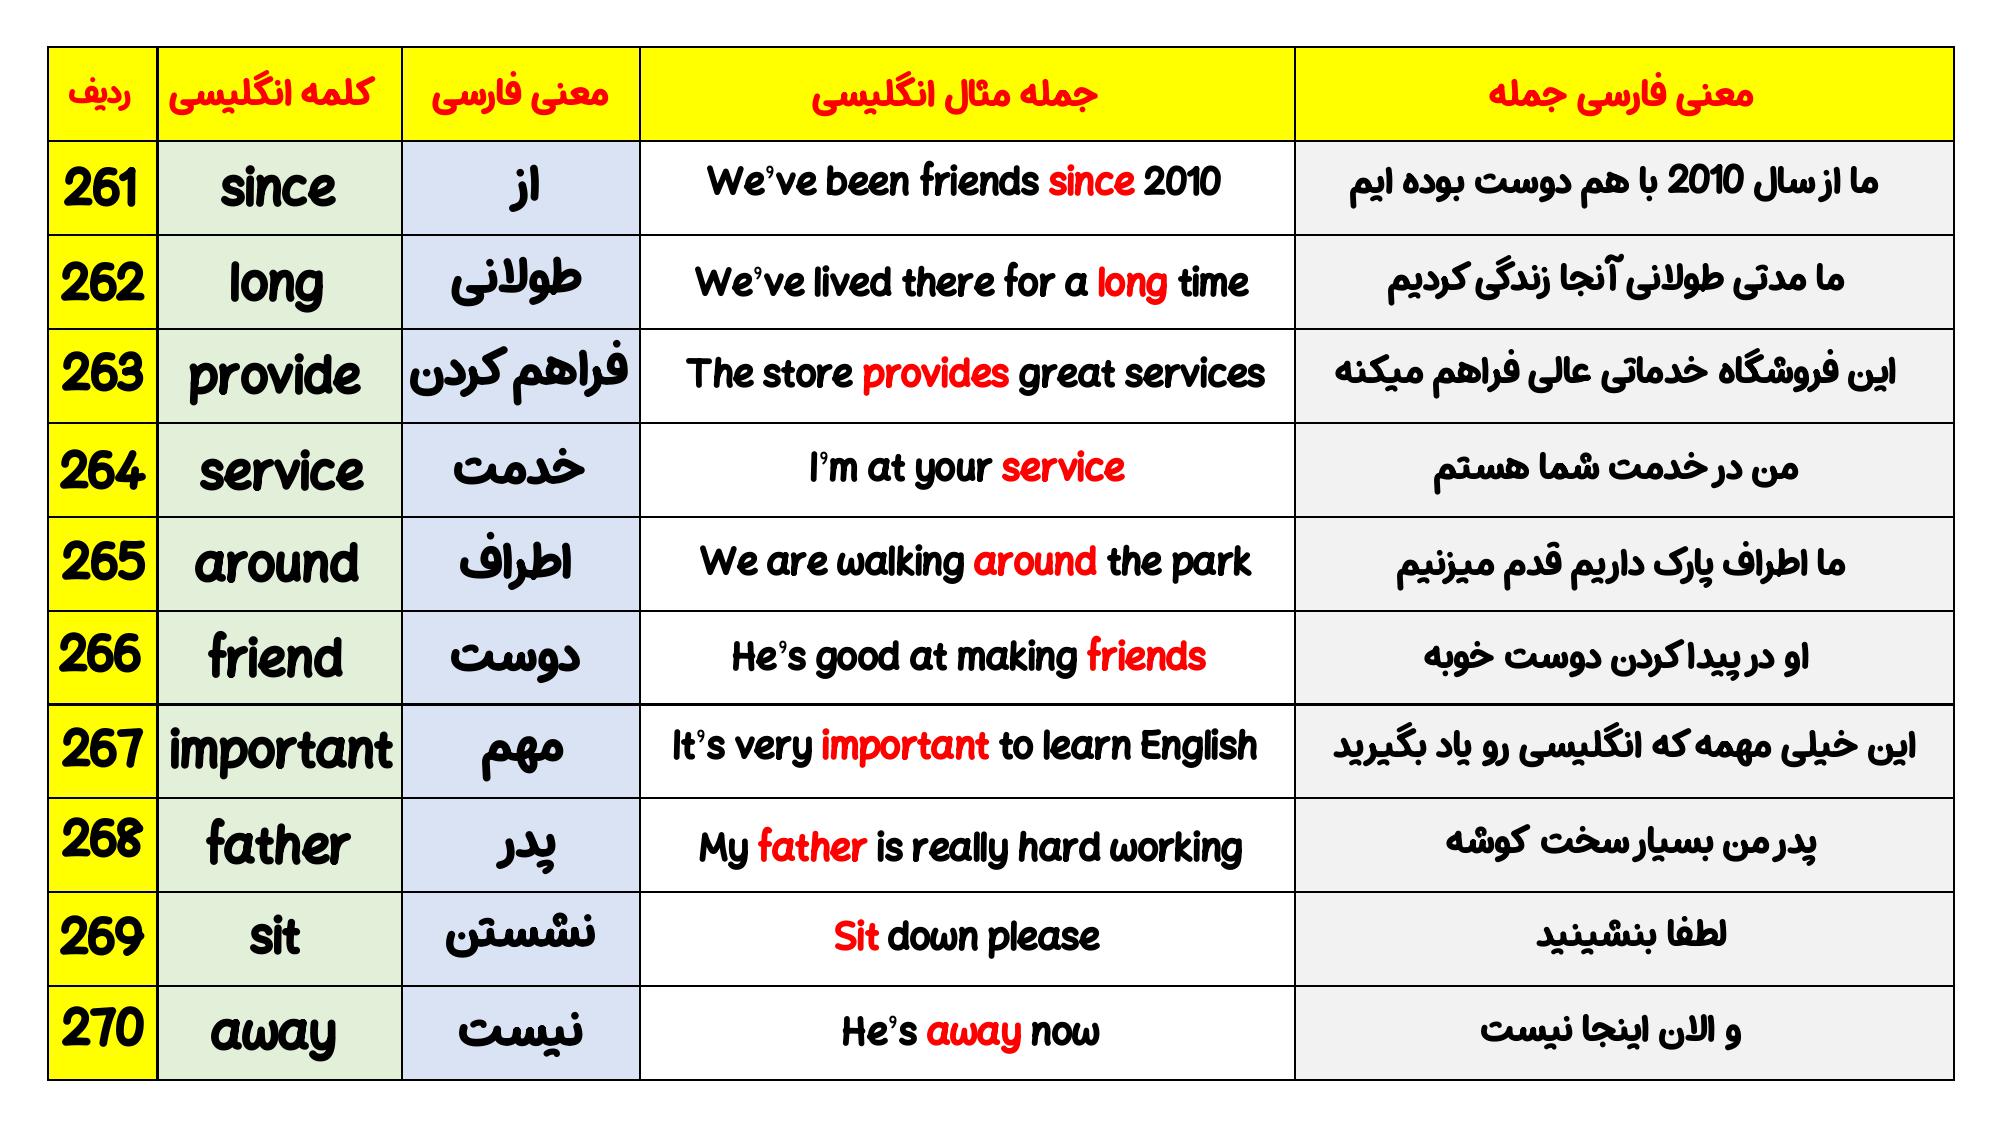 ردیف کلمه انگلیسی معنی فارسی جمله مثال انگلیسی معنی فارسی جمله
261 since از We’ve been friends since 2010 ما از سال 2010 با هم دوست بوده ایم
262 long طولانی We’ve lived there for a long time ما مدتی طولانی آنجا زندگی کردیم
263 provide فراهم کردن The store provides great services این فروشگاه خدماتی عالی فراهم میکنه
264 service خدمت I’m at your service من در خدمت شما هستم
265 around اطراف We are walking around the park ما اطراف پارک داریم قدم میزنیم
266 friend دوست He’s good at making friends او در پیدا کردن دوست خوبه
267 important مهم It’s very important to learn English این خیلی مهمه که انگلیسی رو یاد بگیرید
268 father پدر My father is really hard working پدر من بسیار سخت کوشه
269 sit نشستن Sit down please لطفا بنشینید
270 away نیست He’s away now و الان اینجا نیست